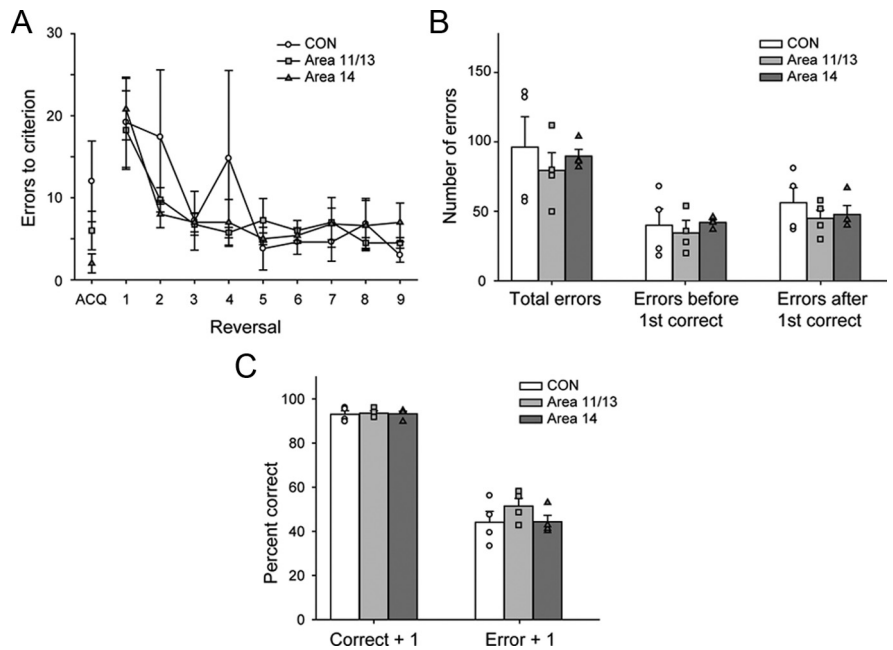 A
30
20
10
0
Errors to criterion
CON
Area 11/13
Area 14
ACQ 1 2 3 4 5 6 7 8 9
Reversal
B
150
100
50
0
Number of errors
CON
Area 11/13
Area 14
Total errors
Errors before
1st correct
Errors after
1st correct
C
100
80
60
40
20
0
Percent correct
CON
Area 11/13
Area 14
Correct + 1
Error + 1